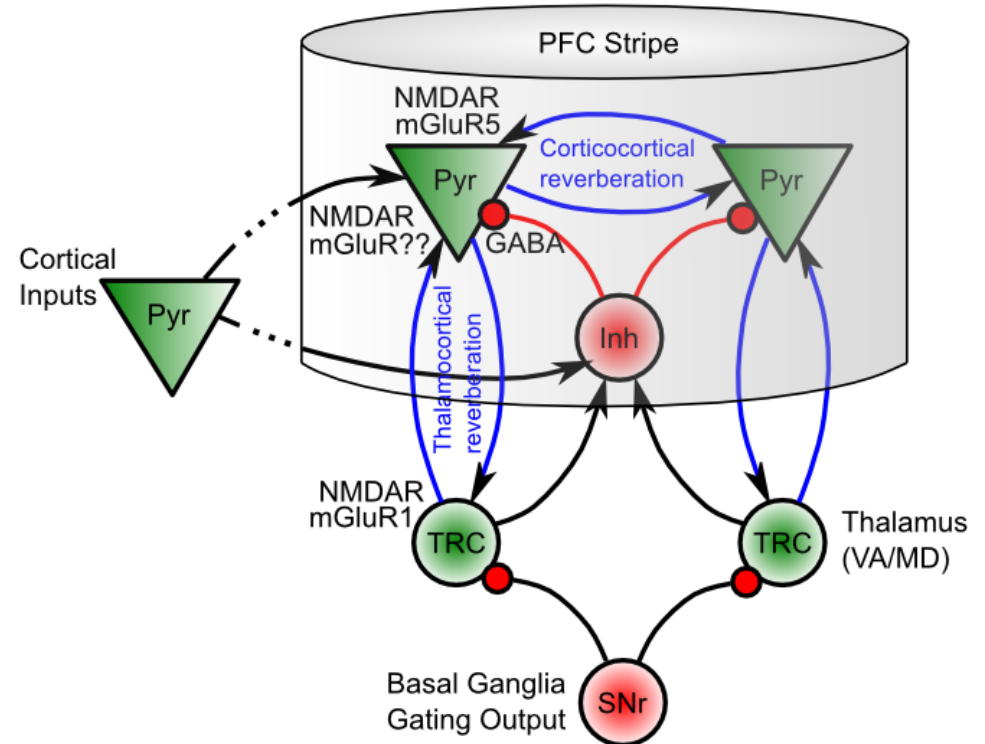 PFC Stripe
NMDAR
mGluR5
Corticocortical
reverberation
Pyr
Pyr
NMDAR
mGluR??
GABA
Cortical
Inputs
Pyr
Inh
Thalamocortical
reverberation
NMDAR
mGluR1
TRC
TRC
Thalamus
(VA/MD)
Basal Ganglia
Gating Output
SNr